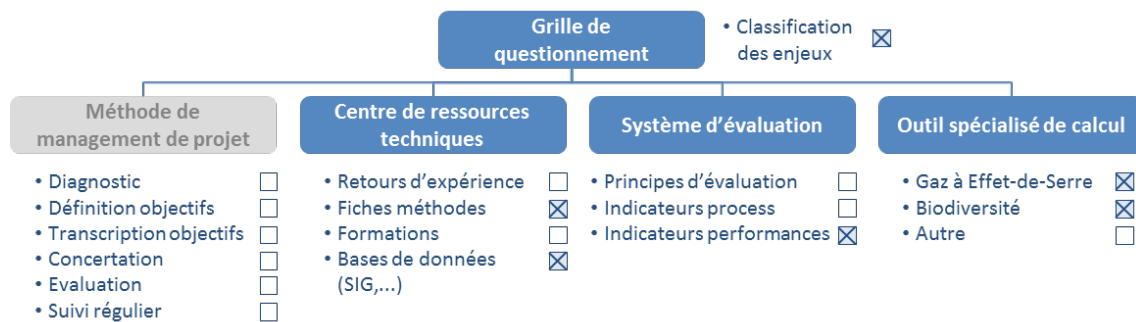 Grille de
questionnement
• Classification
des enjeux
Méthode de
management de projet
• Diagnostic
• Définition objectifs
• Transcription objectifs
• Concertation
• Evaluation
• Suivi régulier
Centre de ressources
techniques
• Retours d'expérience
• Fiches méthodes
• Formations
• Bases de données
(SIG,...)
Système d'évaluation
• Principes d'évaluation
• Indicateurs process
• Indicateurs performances
Outil spécialisé de calcul
• Gaz à Effet-de-Serre
• Biodiversité
• Autre